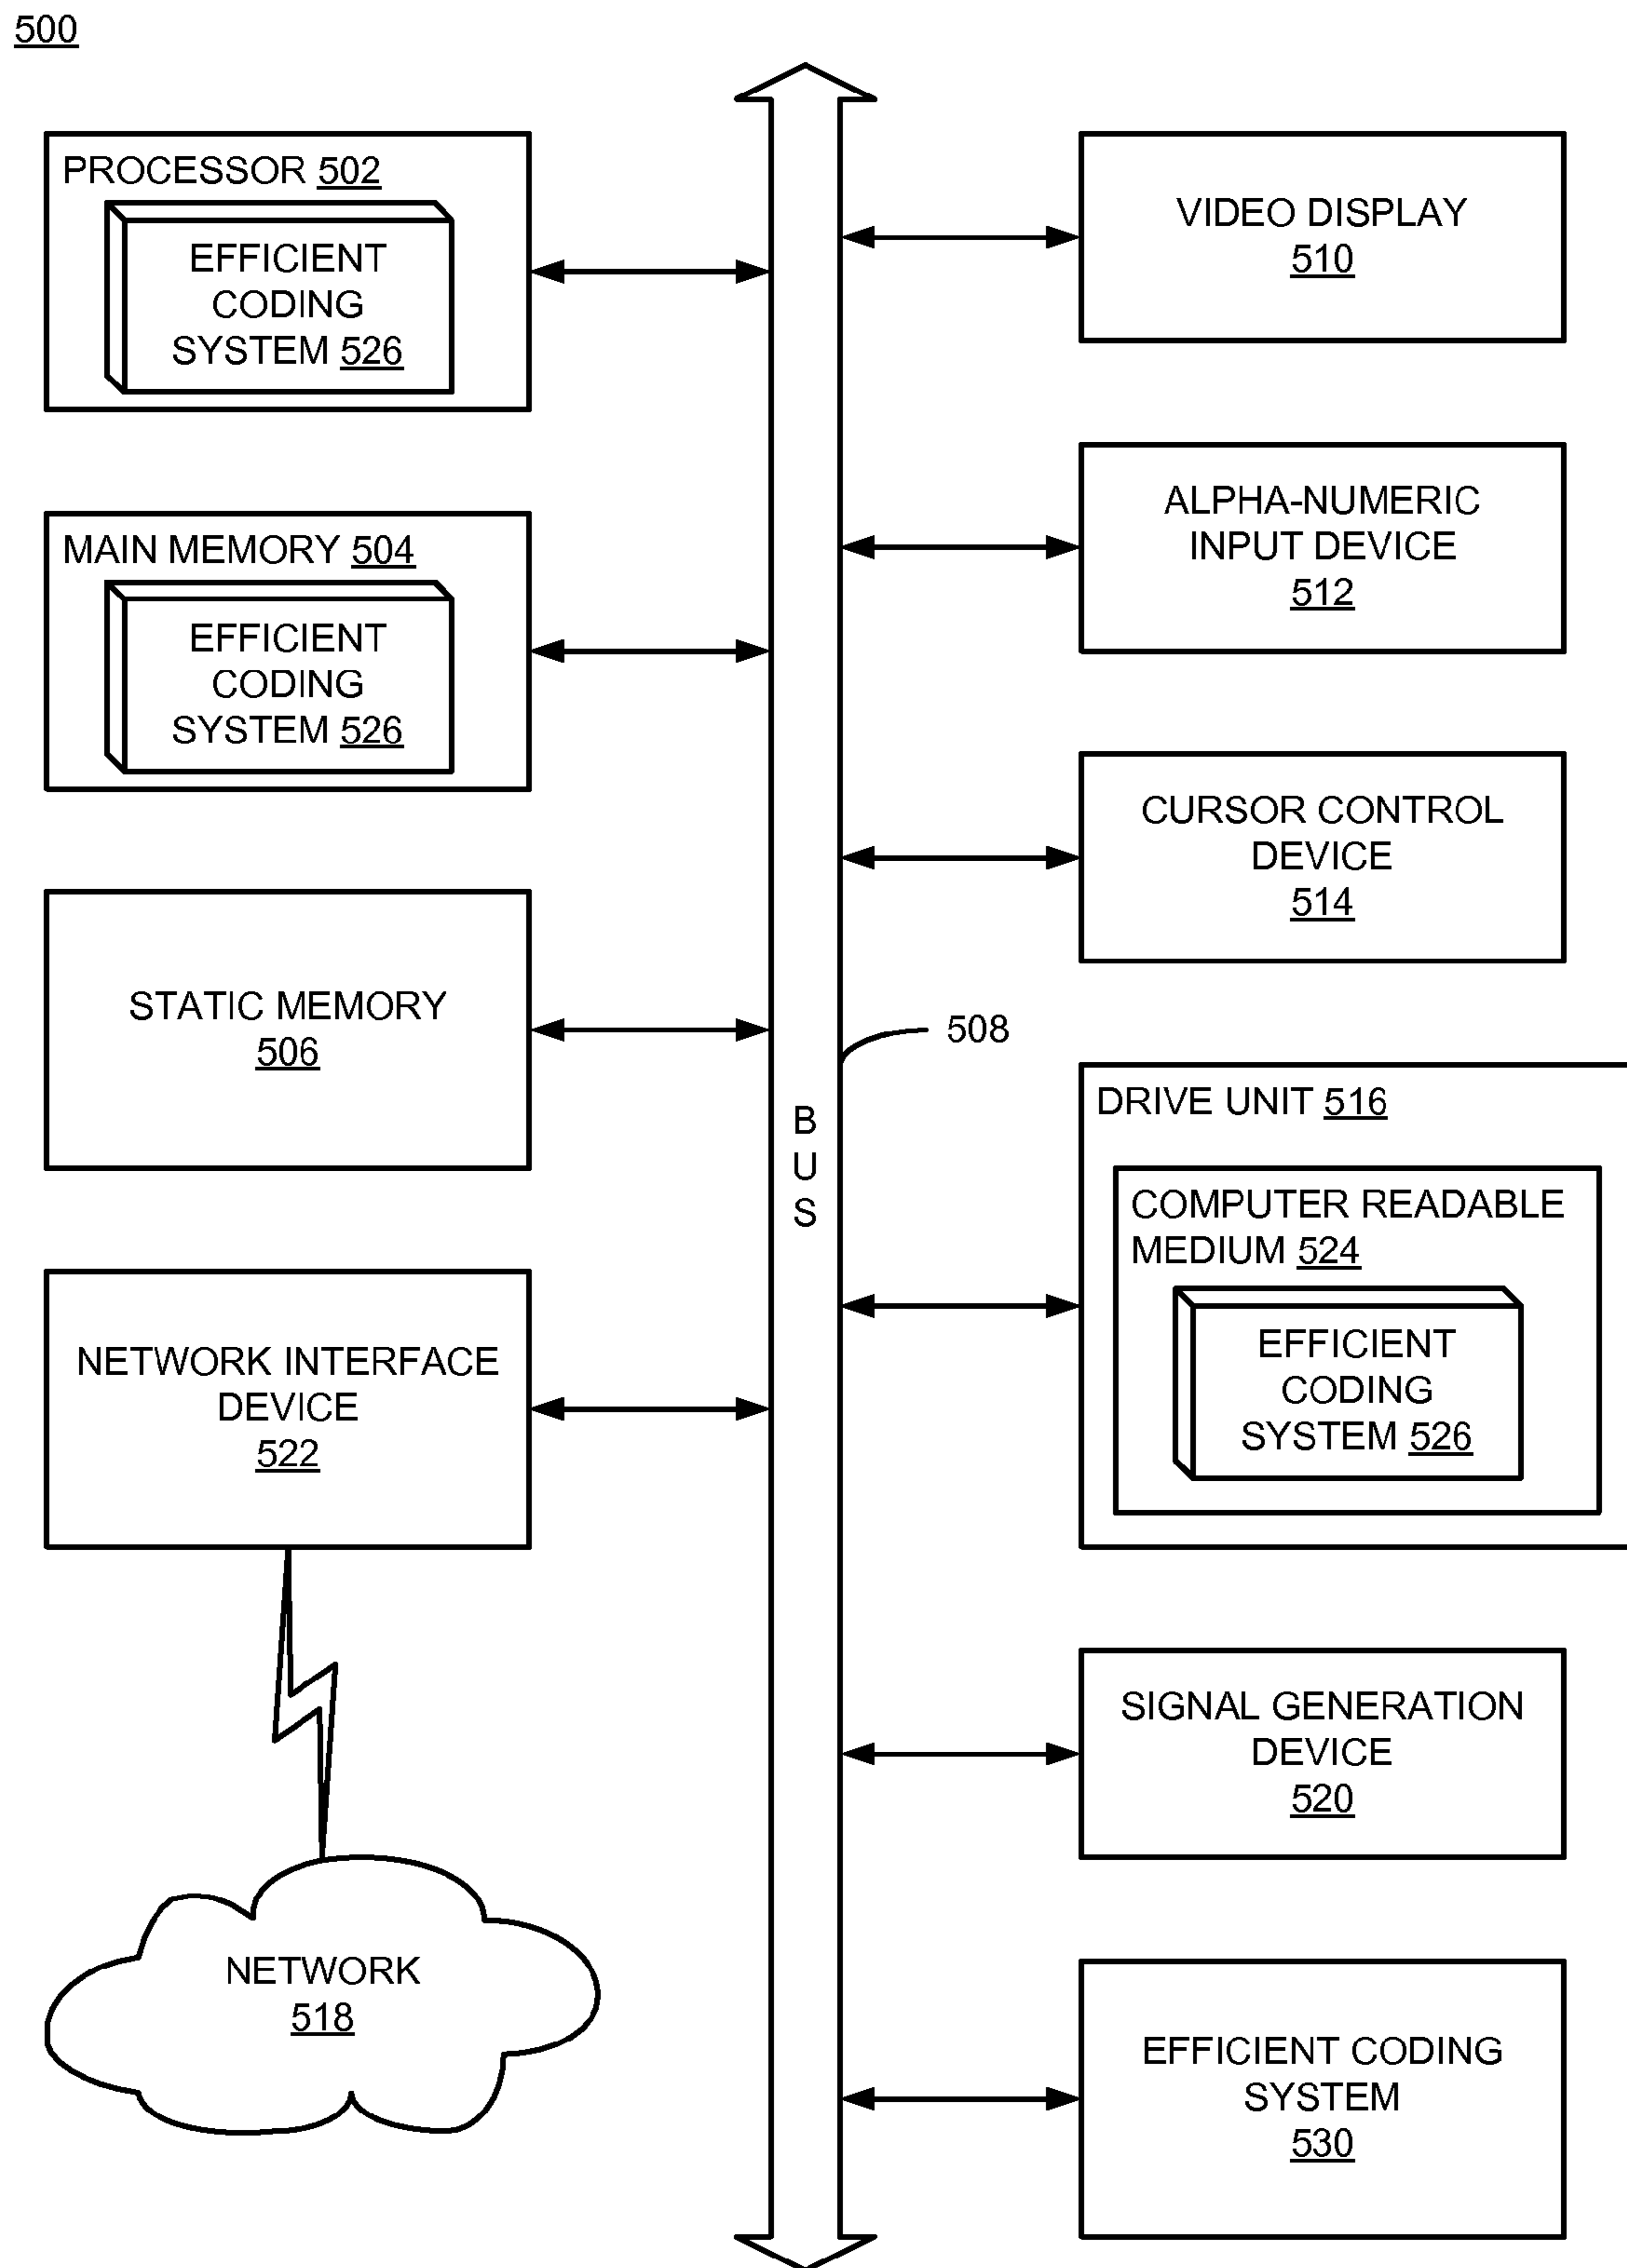 500
PROCESSOR 502
EFFICIENT
CODING
SYSTEM 526
MAIN MEMORY 504
EFFICIENT
CODING
SYSTEM 526
STATIC MEMORY
506
NETWORK INTERFACE
DEVICE
522
NETWORK
518
B
U
S
508
VIDEO DISPLAY
510
ALPHA-NUMERIC
INPUT DEVICE
512
CURSOR CONTROL
DEVICE
514
DRIVE UNIT 516
COMPUTER READABLE
MEDIUM 524
EFFICIENT
CODING
SYSTEM 526
SIGNAL GENERATION
DEVICE
520
EFFICIENT CODING
SYSTEM
530